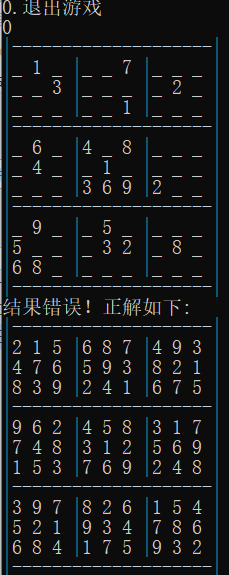 0.退出游戏
0
---------------------
|_ 1 _ |_ _ 7 |_ _ _ |
|_ _ 3 |_ _ _ |_ 2 _ |
|_ _ _ |_ _ 1 |_ _ _ |
---------------------
|_ 6 _ |4 _ 8 |_ _ _ |
|_ 4 _ |_ 1 _ |_ _ _ |
|_ _ _ |3 6 9 |2 _ _ |
---------------------
|_ 9 _ |_ 5 _ |_ _ _ |
|5 _ _ |_ 3 2 |_ 8 _ |
|6 8 _ |_ _ _ |_ _ _ |
---------------------
结果错误！正解如下:
---------------------
|2 1 5 |6 8 7 |4 9 3 |
|4 7 6 |5 9 3 |8 2 1 |
|8 3 9 |2 4 1 |6 7 5 |
---------------------
|9 6 2 |4 5 8 |3 1 7 |
|7 4 8 |3 1 2 |5 6 9 |
|1 5 3 |7 6 9 |2 4 8 |
---------------------
|3 9 7 |8 2 6 |1 5 4 |
|5 2 1 |9 3 4 |7 8 6 |
|6 8 4 |1 7 5 |9 3 2 |
---------------------